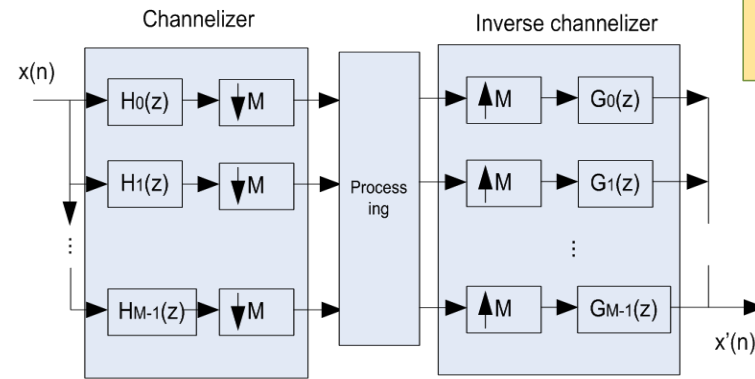 Channelizer
Inverse channelizer
x(n)
H0(z)
M
M
G0(z)
H1(z)
M
Process
ing
M
G1(z)
...
...
HM-1(z)
M
M
GM-1(z)
x'(n)